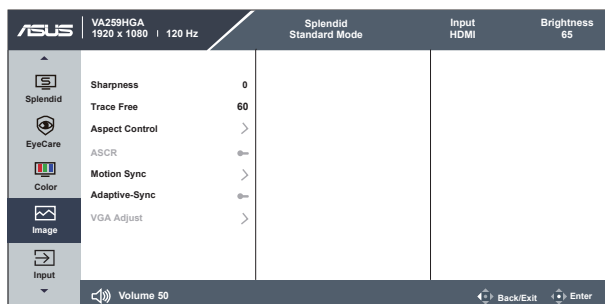 ASUS
VA259HGA
1920 x 1080 120 Hz
Splendid
Standard Mode
Input
HDMI
Brightness
65
Splendid
EyeCare
Color
Image
Input
Sharpness 0
Trace Free 60
Aspect Control
ASCR
Motion Sync
Adaptive-Sync
VGA Adjust
Volume 50
Back/Exit
Enter